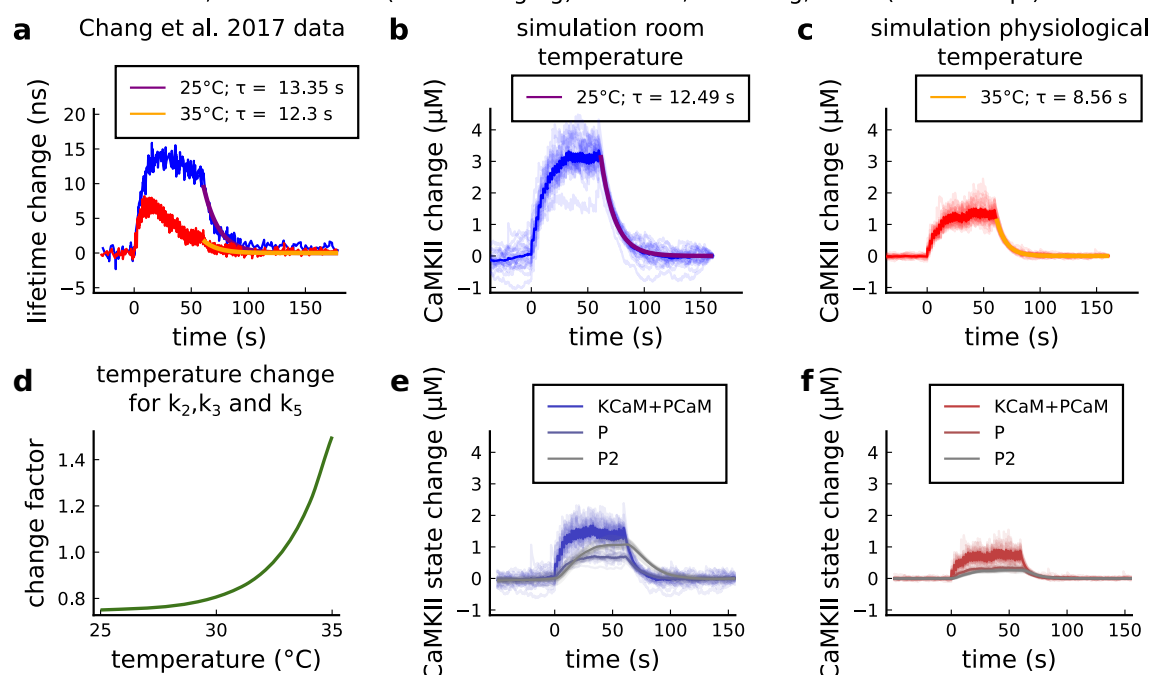 a
Chang et al. 2017 data
25°C; τ = 13.35 s
35°C; τ = 12.3 s
lifetime change (ns)
20
15
10
5
0
−5
0
50
100
150
time (s)
b
simulation room
temperature
25°C; τ = 12.49 s
CaMKII change (μM)
4
3
2
1
0
−1
0
50
100
150
time (s)
c
simulation physiological
temperature
35°C; τ = 8.56 s
CaMKII change (μM)
4
3
2
1
0
−1
0
50
100
150
time (s)
d
temperature change
for k₂,k₃ and k₅
change factor
1.4
1.2
1.0
0.8
25
30
35
temperature (°C)
e
KCaM+PCaM
P
P2
CaMKII state change (μM)
4
3
2
1
0
−1
0
50
100
150
time (s)
f
KCaM+PCaM
P
P2
CaMKII state change (μM)
4
3
2
1
0
−1
0
50
100
150
time (s)